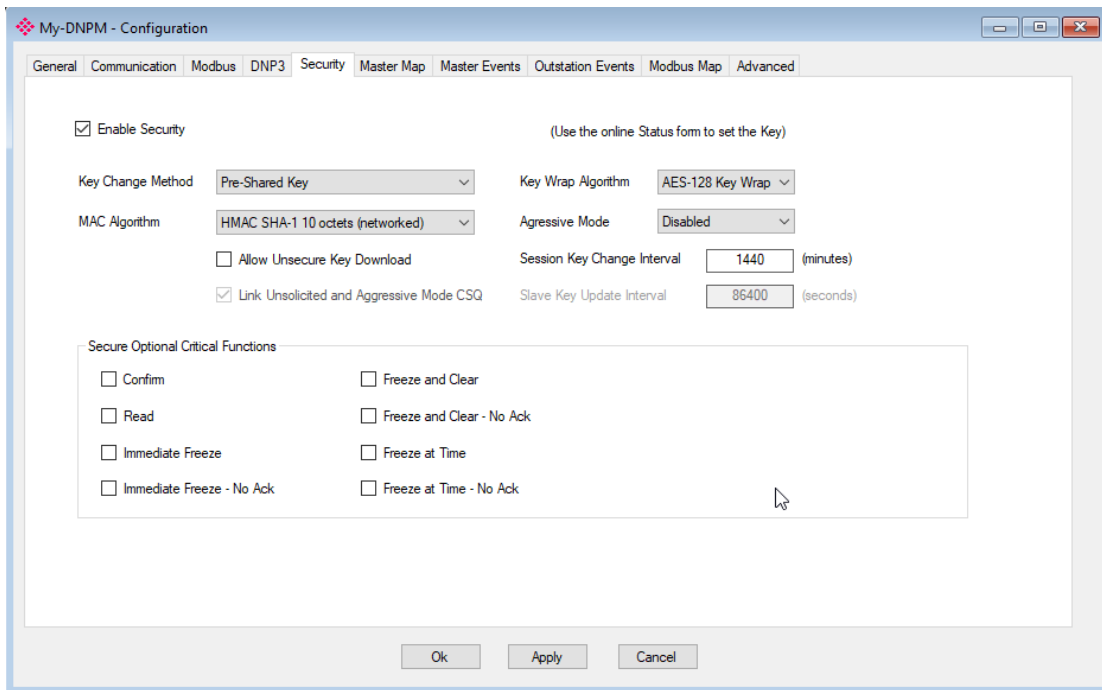 My-DNPM - Configuration
General Communication Modbus DNP3 Security Master Map Master Events Outstation Events Modbus Map Advanced
Enable Security (Use the online Status form to set the Key)
Key Change Method Pre-Shared Key Key Wrap Algorithm AES-128 Key Wrap
MAC Algorithm HMAC SHA-1 10 octets (networked) Agressive Mode Disabled
Allow Unsecure Key Download Session Key Change Interval 1440 (minutes)
Link Unsolicited and Aggressive Mode CSQ Slave Key Update Interval 86400 (seconds)
Secure Optional Critical Functions
Confirm Freeze and Clear
Read Freeze and Clear - No Ack
Immediate Freeze Freeze at Time
Immediate Freeze - No Ack Freeze at Time - No Ack
Ok Apply Cancel